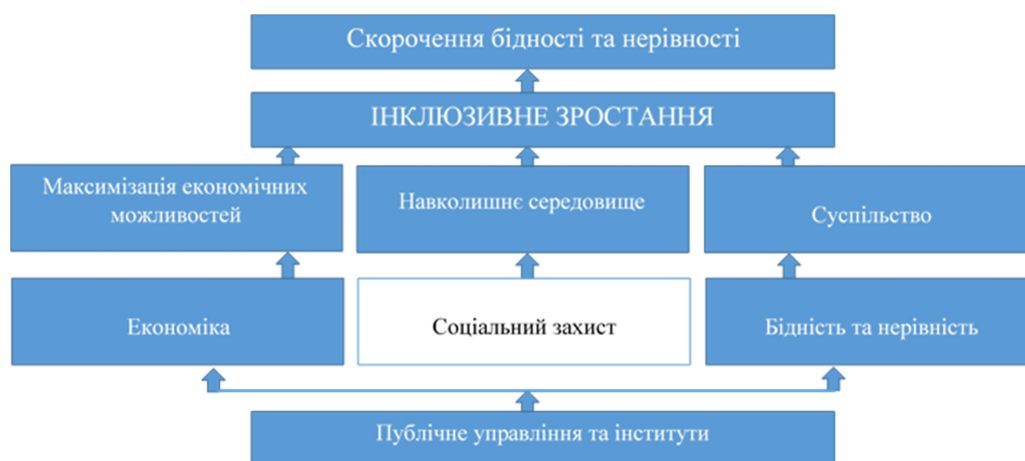 Скорочення бідності та нерівності
ІНКЛЮЗИВНЕ ЗРОСТАННЯ
Максимізація економічних
можливостей
Навколишнє середовище
Суспільство
Економіка
Соціальний захист
Бідність та нерівність
Публічне управління та інститути